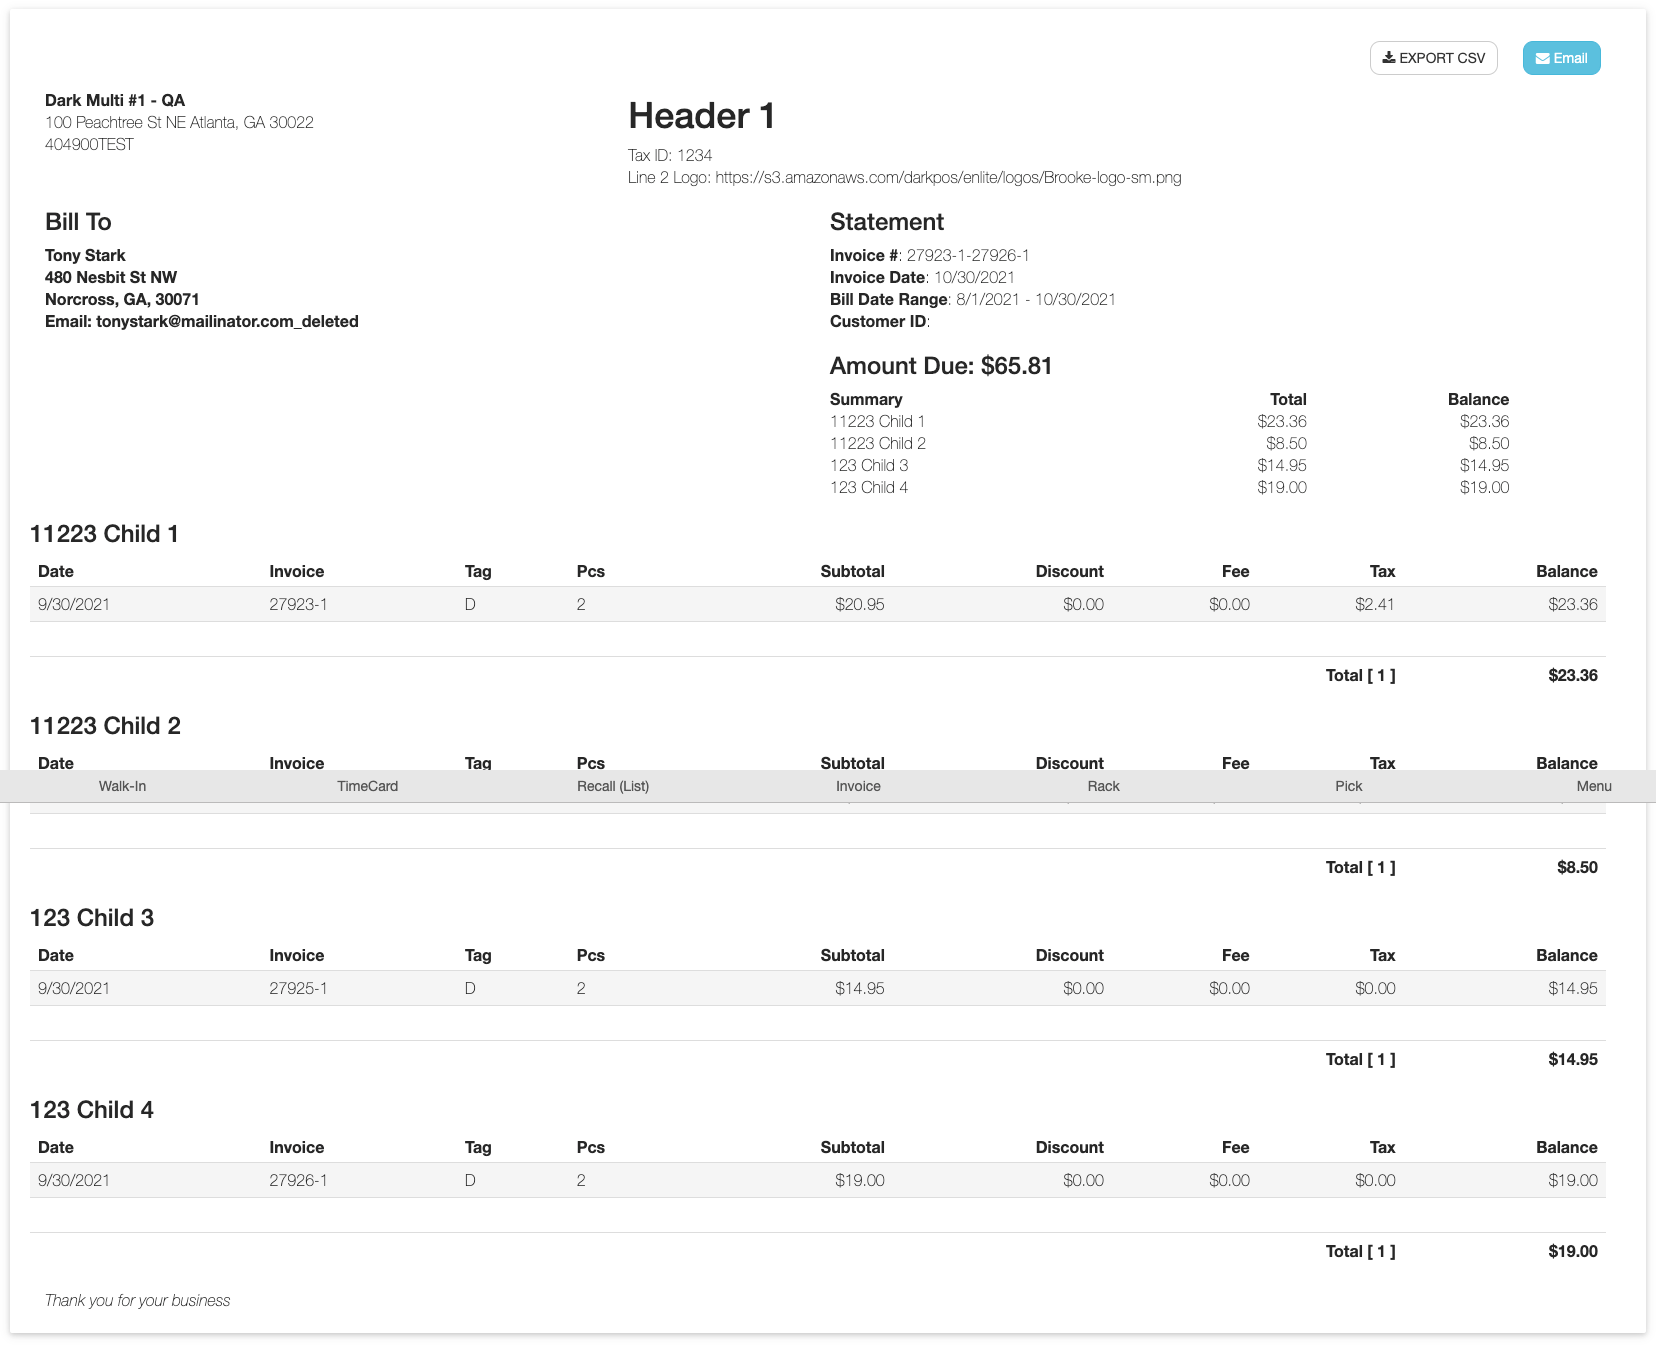 EXPORT CSV Email
Dark Multi #1 - QA
100 Peachtree St NE Atlanta, GA 30022
404900TEST
Header 1
Tax ID: 1234
Line 2 Logo: https://s3.amazonaws.com/darkpos/enlite/logos/Brooke-logo-sm.png
Bill To
Tony Stark
480 Nesbit St NW
Norcross, GA, 30071
Email: tonystark@mailinator.com_deleted
Statement
Invoice #: 27923-1-27926-1
Invoice Date: 10/30/2021
Bill Date Range: 8/1/2021 - 10/30/2021
Customer ID:
Amount Due: $65.81
Summary Total Balance
11223 Child 1 $23.36 $23.36
11223 Child 2 $8.50 $8.50
123 Child 3 $14.95 $14.95
123 Child 4 $19.00 $19.00
11223 Child 1
Date Invoice Tag Pcs Subtotal Discount Fee Tax Balance
9/30/2021 27923-1 D 2 $20.95 $0.00 $0.00 $2.41 $23.36
Total [ 1 ] $23.36
11223 Child 2
Date Invoice Tag Pcs Subtotal Discount Fee Tax Balance
Walk-In TimeCard Recall (List) Invoice Rack Pick Menu
Total [ 1 ] $8.50
123 Child 3
Date Invoice Tag Pcs Subtotal Discount Fee Tax Balance
9/30/2021 27925-1 D 2 $14.95 $0.00 $0.00 $0.00 $14.95
Total [ 1 ] $14.95
123 Child 4
Date Invoice Tag Pcs Subtotal Discount Fee Tax Balance
9/30/2021 27926-1 D 2 $19.00 $0.00 $0.00 $0.00 $19.00
Total [ 1 ] $19.00
Thank you for your business